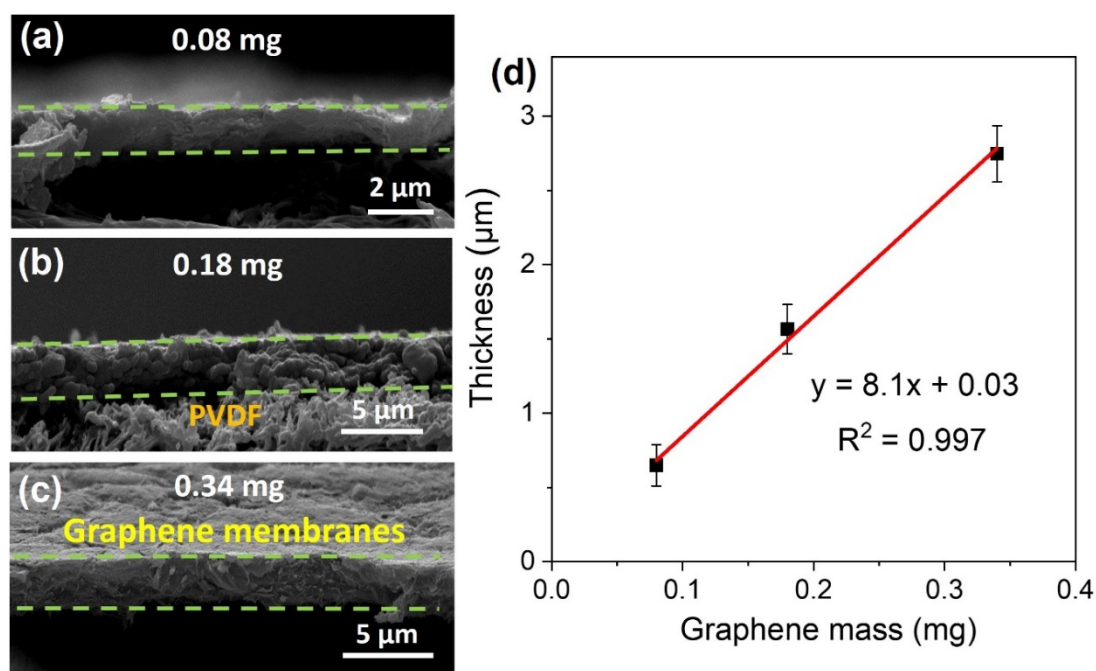 (a)
0.08 mg
2 µm
(b)
0.18 mg
PVDF
5 µm
(c)
0.34 mg
Graphene membranes
5 µm
(d)
Thickness (µm)
3
2
1
0
y = 8.1x + 0.03
R² = 0.997
0.0 0.1 0.2 0.3 0.4
Graphene mass (mg)